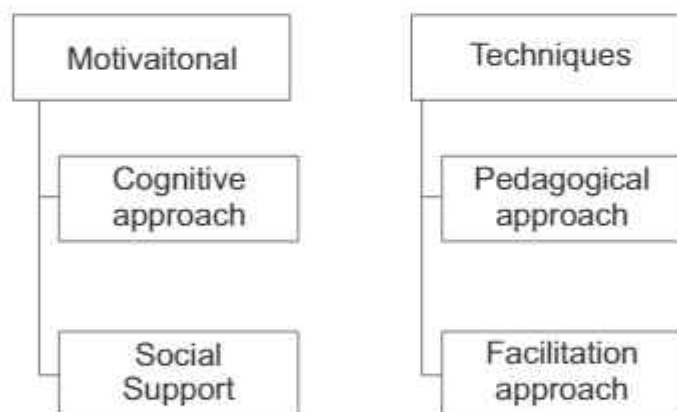 Motivaitonal
Cognitive
approach
Social
Support
Techniques
Pedagogical
approach
Facilitation
approach